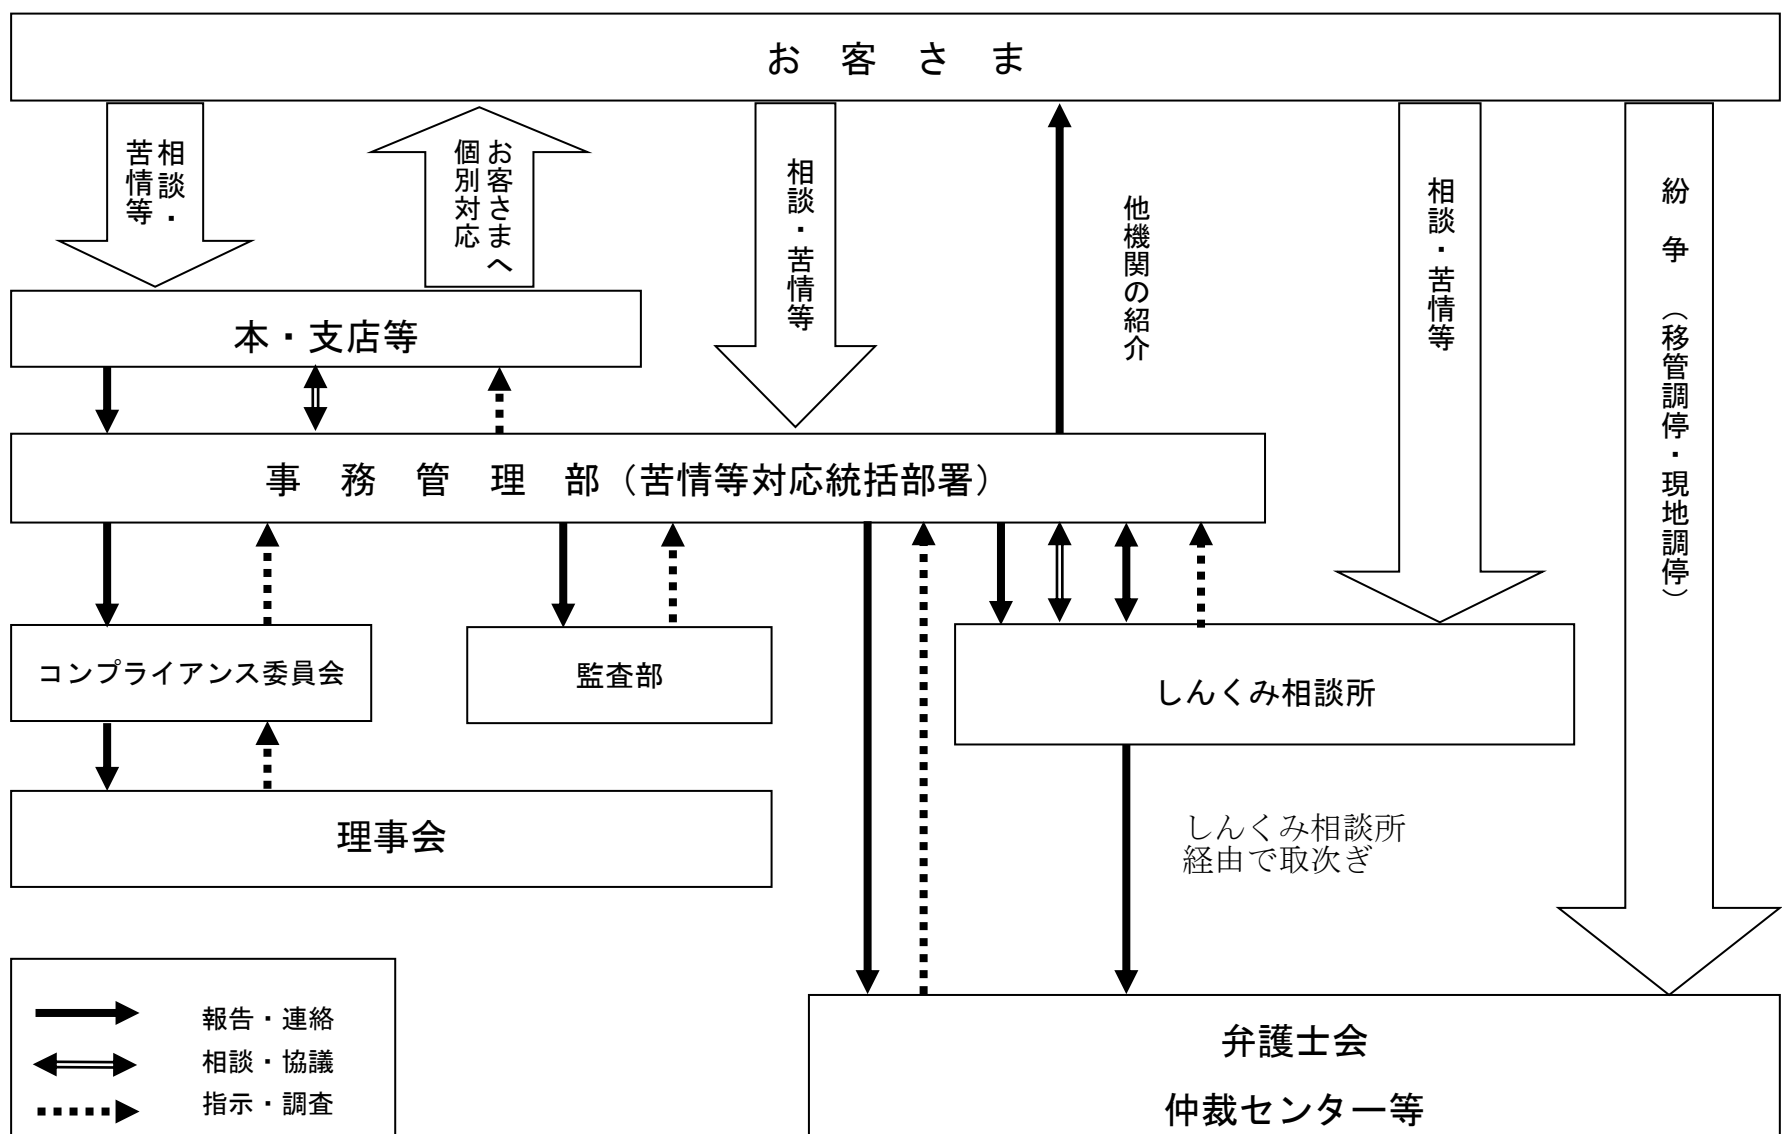 お　客　さ　ま
相談・
苦情等
お客さまへ
個別対応
相談・苦情等
他機関の紹介
相談・苦情等
紛　争　（移管調停・現地調停）
本・支店等
事　務　管　理　部（苦情等対応統括部署）
コンプライアンス委員会
監査部
しんくみ相談所
理事会
しんくみ相談所
経由で取次ぎ
報告・連絡
相談・協議
指示・調査
弁護士会
仲裁センター等